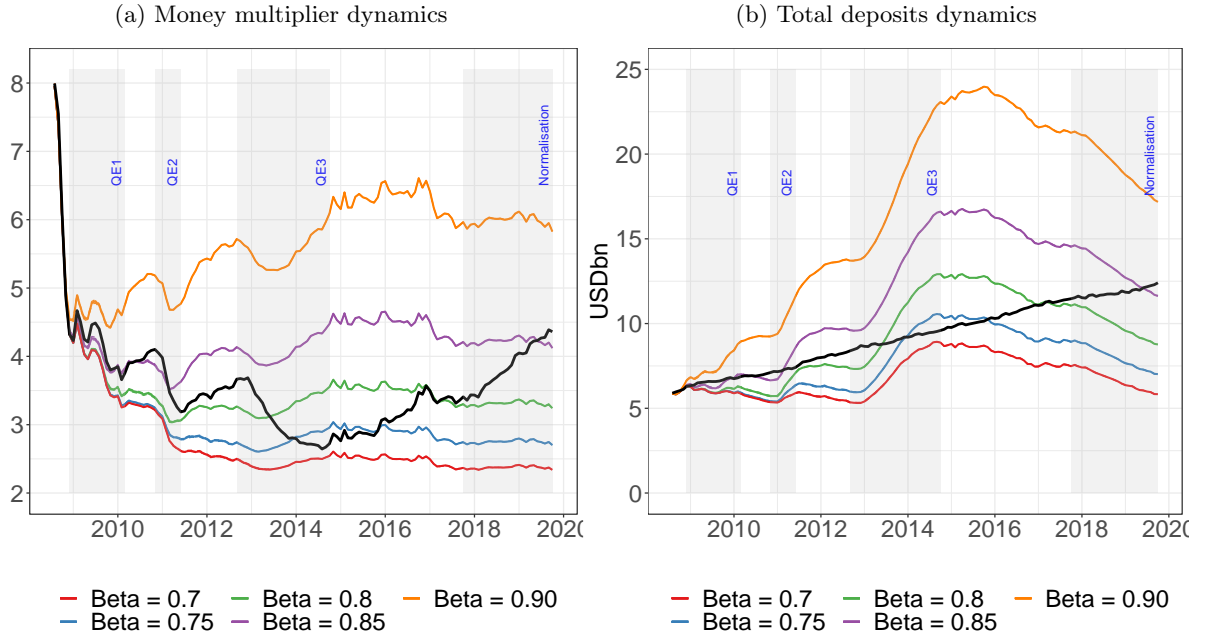 (a) Money multiplier dynamics
8
7
6
5
4
3
2
QE1
QE2
QE3
Normalisation
2010 2012 2014 2016 2018 2020
Beta = 0.7 Beta = 0.8 Beta = 0.90
Beta = 0.75 Beta = 0.85
(b) Total deposits dynamics
USDbn
25
20
15
10
5
0
QE1
QE2
QE3
Normalisation
2010 2012 2014 2016 2018 2020
Beta = 0.7 Beta = 0.8 Beta = 0.90
Beta = 0.75 Beta = 0.85